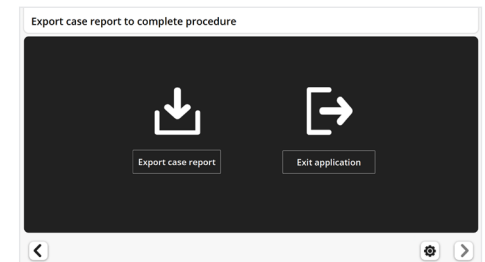 Export case report to complete procedure
Export case report
Exit application